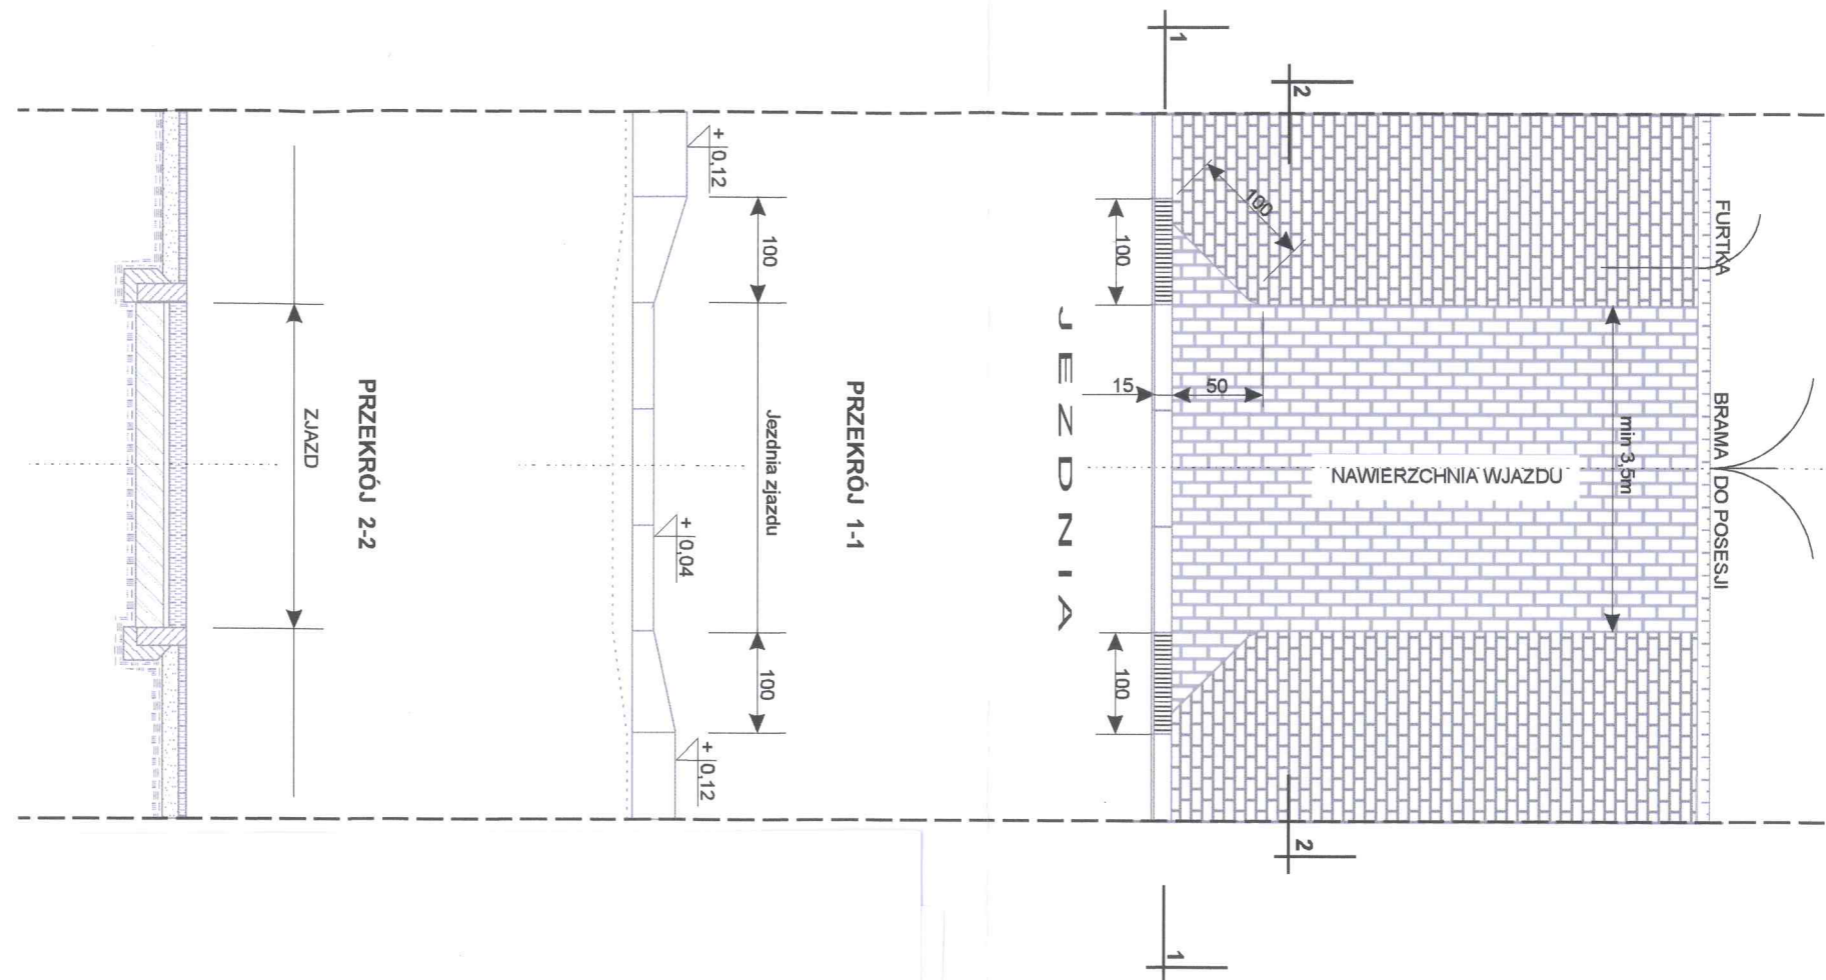 1
2
FURTKA
BRAMA DO POSESJI
100
100
min 3,5m
NAWIERZCHNIA WJAZDU
15
50
100
2
1
JEZDNIA
PRZEKRÓJ 1-1
+0,12
100
Jezdnia zjazdu
+0,04
100
+0,12
PRZEKRÓJ 2-2
ZJAZD